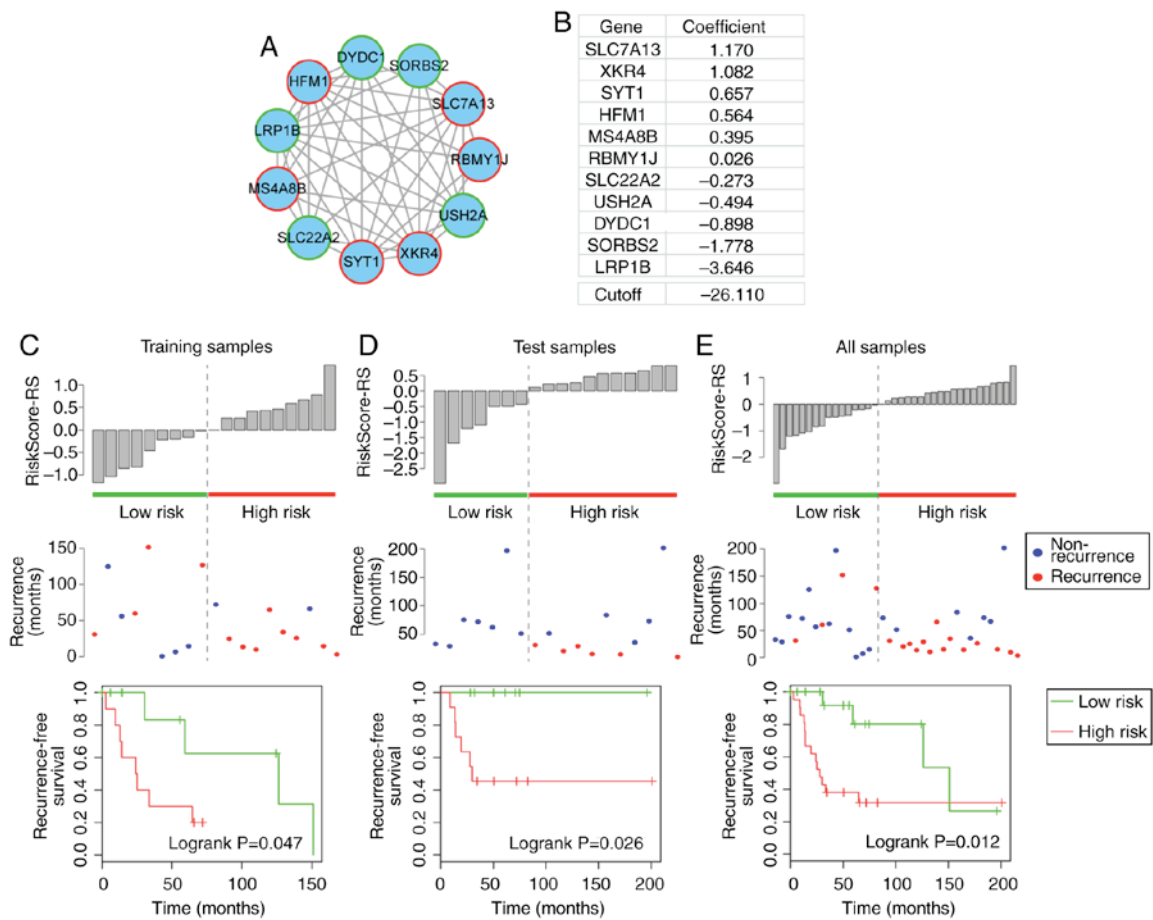 A
DYDC1
SORBS2
HFM1
SLC7A13
LRP1B
RBMY1J
MS4A8B
USH2A
SLC22A2
SYT1
XKR4
B
Gene Coefficient
SLC7A13 1.170
XKR4 1.082
SYT1 0.657
HFM1 0.564
MS4A8B 0.395
RBMY1J 0.026
SLC22A2 −0.273
USH2A −0.494
DYDC1 −0.898
SORBS2 −1.778
LRP1B −3.646
Cutoff −26.110
C
Training samples
RiskScore-RS
1.0
0.5
0.0
−0.5
−1.0
Low risk High risk
Recurrence
(months)
150
100
50
0
Recurrence-free
survival
1.0
0.8
0.6
0.4
0.2
0.0
Logrank P=0.047
0 50 100 150
Time (months)
D
Test samples
RiskScore-RS
0.5
0.0
−0.5
−1.0
−1.5
−2.0
−2.5
Low risk High risk
Recurrence
(months)
200
150
100
50
Recurrence-free
survival
1.0
0.8
0.6
0.4
0.2
0.0
Logrank P=0.026
0 50 100 150 200
Time (months)
E
All samples
RiskScore-RS
1
0
−1
−2
Low risk High risk
Recurrence
(months)
200
150
100
50
0
Non-
recurrence
Recurrence
Recurrence-free
survival
1.0
0.8
0.6
0.4
0.2
0.0
Logrank P=0.012
0 50 100 150 200
Time (months)
Low risk
High risk